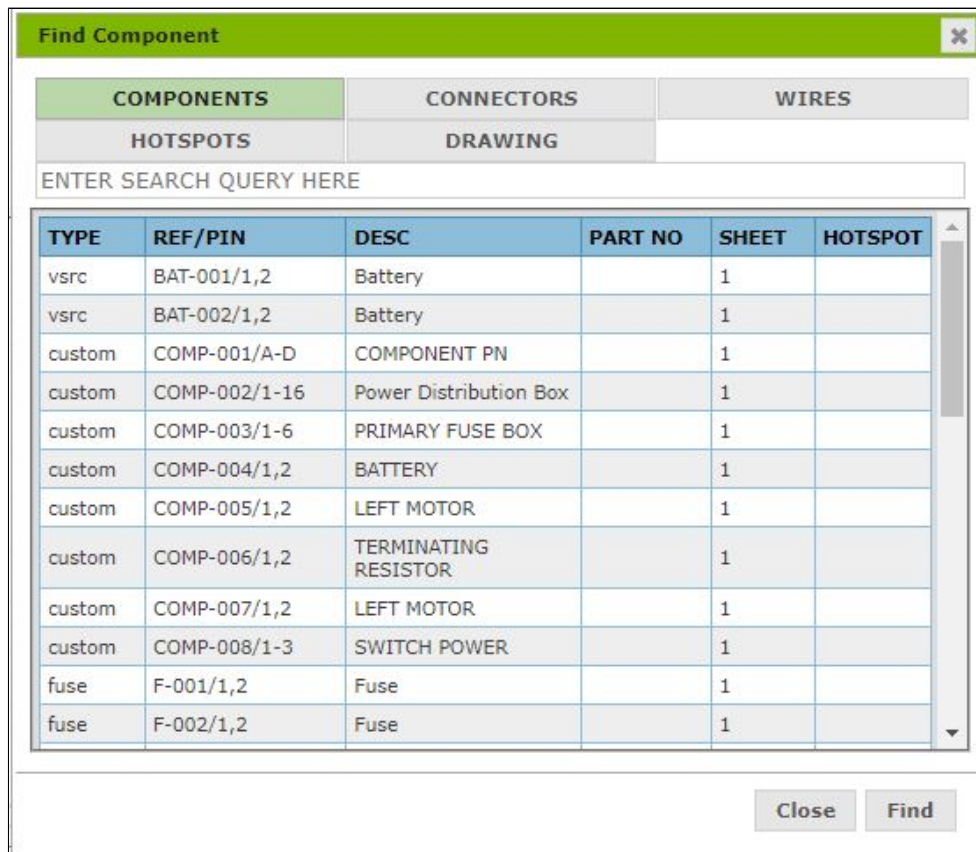 Find Component
COMPONENTS CONNECTORS WIRES
HOTSPOTS DRAWING
ENTER SEARCH QUERY HERE
TYPE REF/PIN DESC PART NO SHEET HOTSPOT
vsrc BAT-001/1,2 Battery 1
vsrc BAT-002/1,2 Battery 1
custom COMP-001/A-D COMPONENT PN 1
custom COMP-002/1-16 Power Distribution Box 1
custom COMP-003/1-6 PRIMARY FUSE BOX 1
custom COMP-004/1,2 BATTERY 1
custom COMP-005/1,2 LEFT MOTOR 1
custom COMP-006/1,2 TERMINATING
RESISTOR 1
custom COMP-007/1,2 LEFT MOTOR 1
custom COMP-008/1-3 SWITCH POWER 1
fuse F-001/1,2 Fuse 1
fuse F-002/1,2 Fuse 1
Close Find